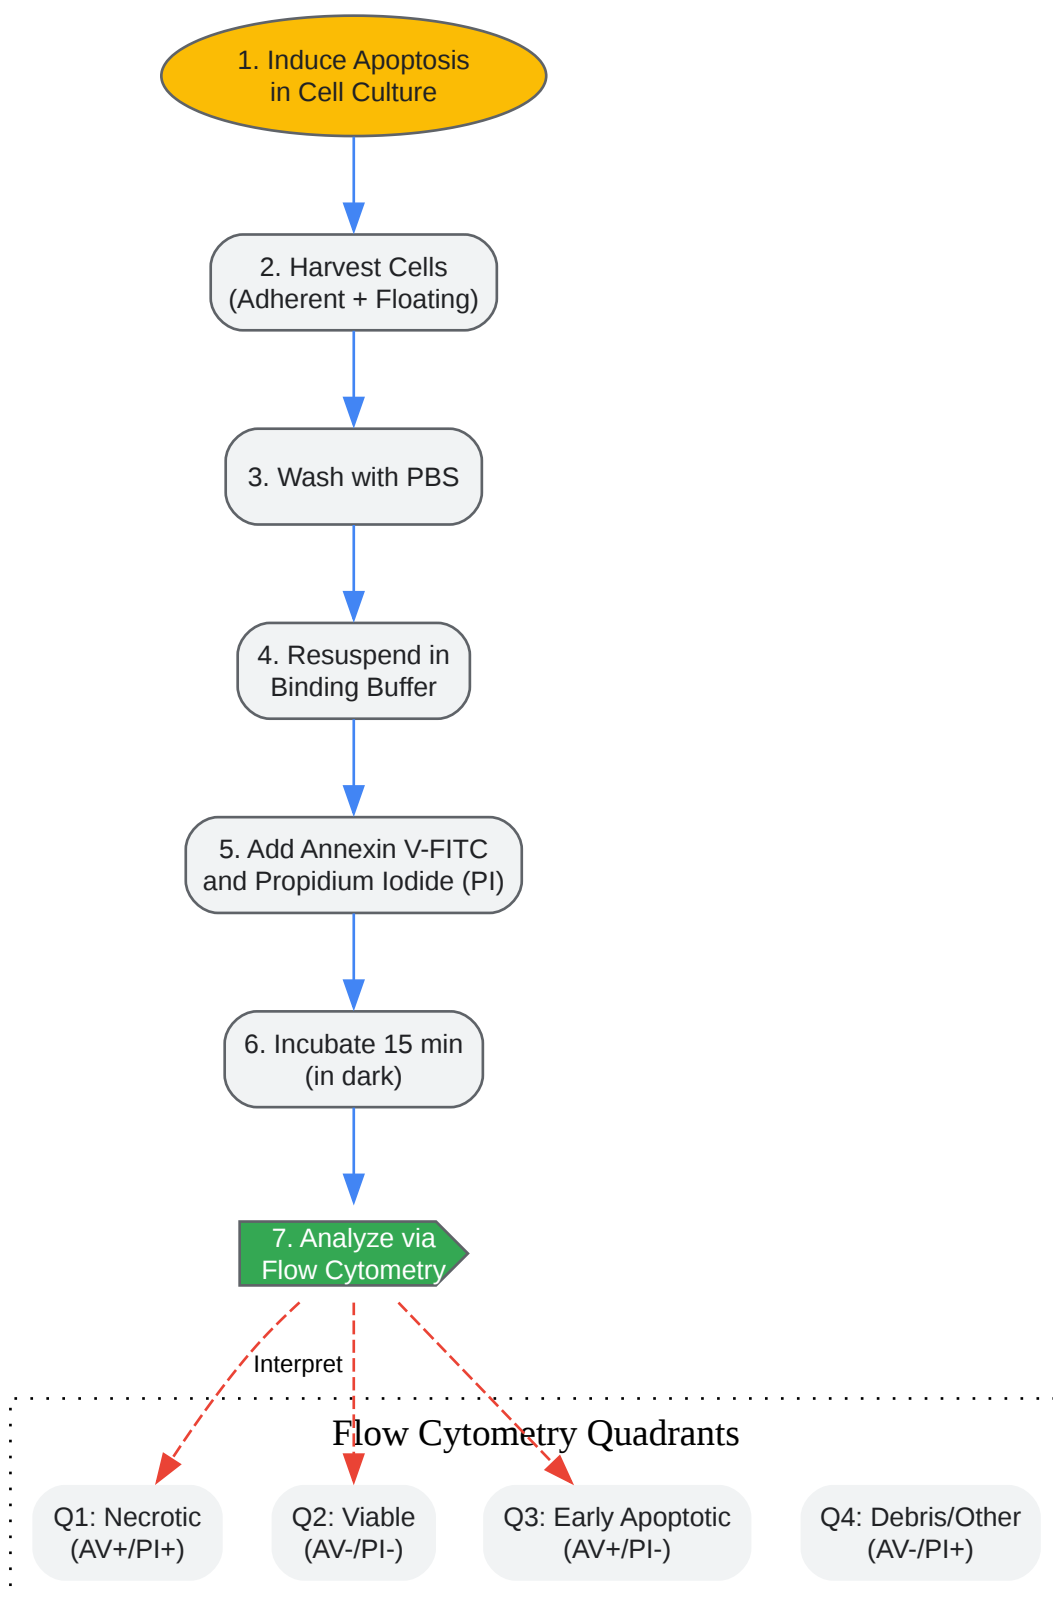 1. Induce Apoptosis
in Cell Culture
2. Harvest Cells
(Adherent + Floating)
3. Wash with PBS
4. Resuspend in
Binding Buffer
5. Add Annexin V-FITC
and Propidium Iodide (PI)
6. Incubate 15 min
(in dark)
7. Analyze via
Flow Cytometry
Interpret
Flow Cytometry Quadrants
Q1: Necrotic
(AV+/PI+)
Q2: Viable
(AV-/PI-)
Q3: Early Apoptotic
(AV+/PI-)
Q4: Debris/Other
(AV-/PI+)